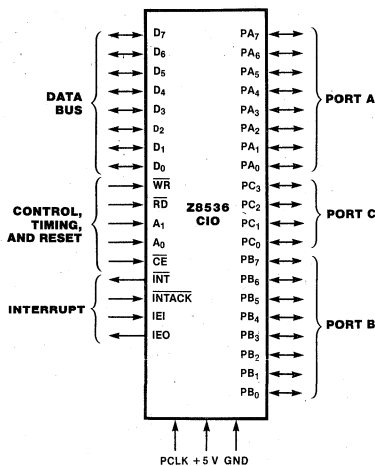 DATA
BUS
CONTROL,
TIMING,
AND RESET
INTERRUPT
D7
D6
D5
D4
D3
D2
D1
D0
WR
RD
A1
A0
CE
INT
INTACK
IEI
IEO
Z8536
CIO
PA7
PA6
PA5
PA4
PA3
PA2
PA1
PA0
PC3
PC2
PC1
PC0
PB7
PB6
PB5
PB4
PB3
PB2
PB1
PB0
PORT A
PORT C
PORT B
PCLK +5 V GND